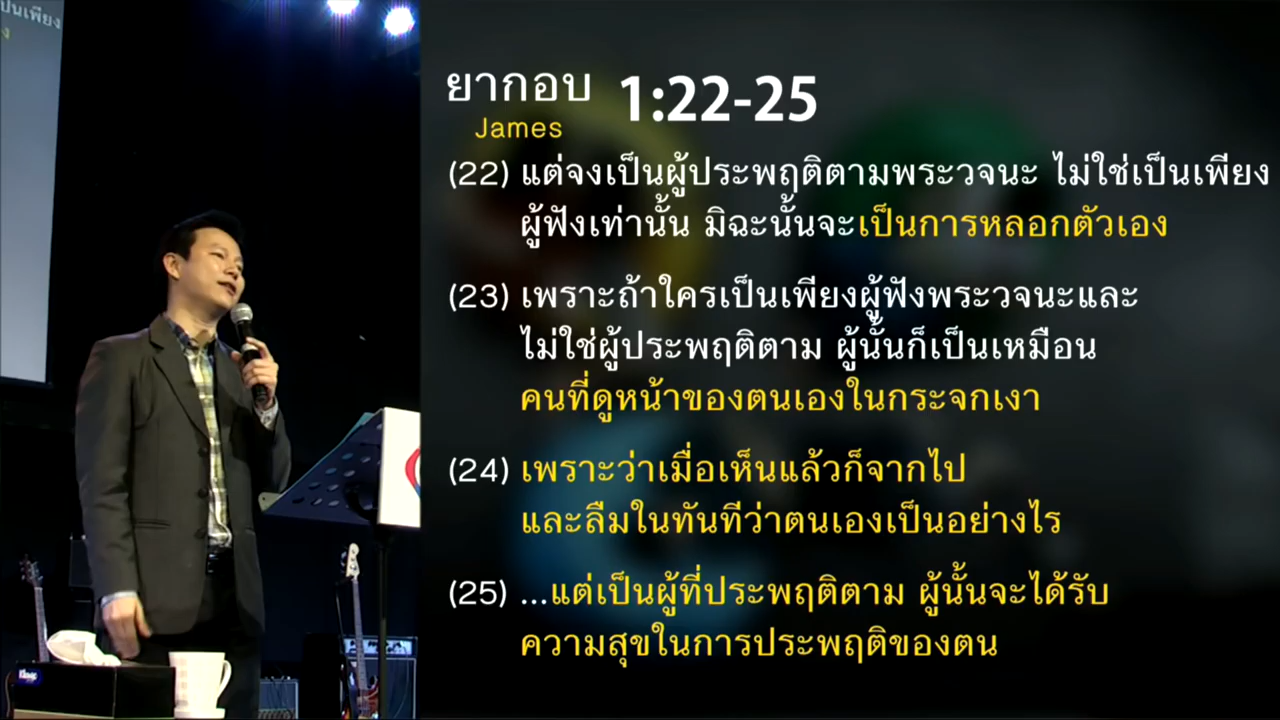 ปนเพียง
ง
ยากอบ 1:22-25
James
(22) แต่จงเป็นผู้ประพฤติตามพระวจนะ ไม่ใช่เป็นเพียง
ผู้ฟังเท่านั้น มิฉะนั้นจะเป็นการหลอกตัวเอง
(23) เพราะถ้าใครเป็นเพียงผู้ฟังพระวจนะและ
ไม่ใช่ผู้ประพฤติตาม ผู้นั้นก็เป็นเหมือน
คนที่ดูหน้าของตนเองในกระจกเงา
(24) เพราะว่าเมื่อเห็นแล้วก็จากไป
และลืมในทันทีว่าตนเองเป็นอย่างไร
(25) ...แต่เป็นผู้ที่ประพฤติตาม ผู้นั้นจะได้รับ
ความสุขในการประพฤติของตน